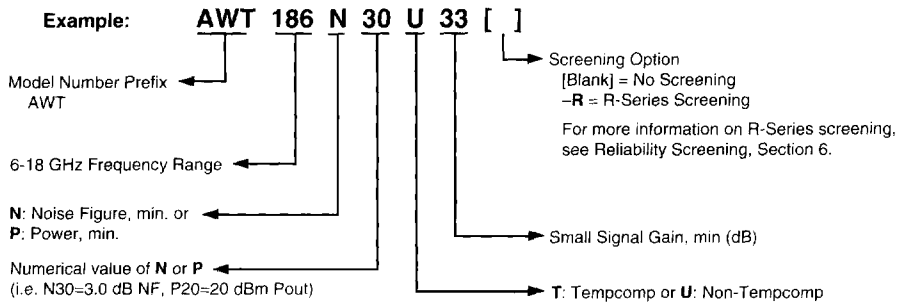 Example: AWT 186 N 30 U 33 [ ]
Model Number Prefix
AWT
6-18 GHz Frequency Range
N: Noise Figure, min. or
P: Power, min.
Numerical value of N or P
(i.e. N30=3.0 dB NF, P20=20 dBm Pout)
Screening Option
[Blank] = No Screening
–R = R-Series Screening
For more information on R-Series screening,
see Reliability Screening, Section 6.
Small Signal Gain, min (dB)
T: Tempcomp or U: Non-Tempcomp